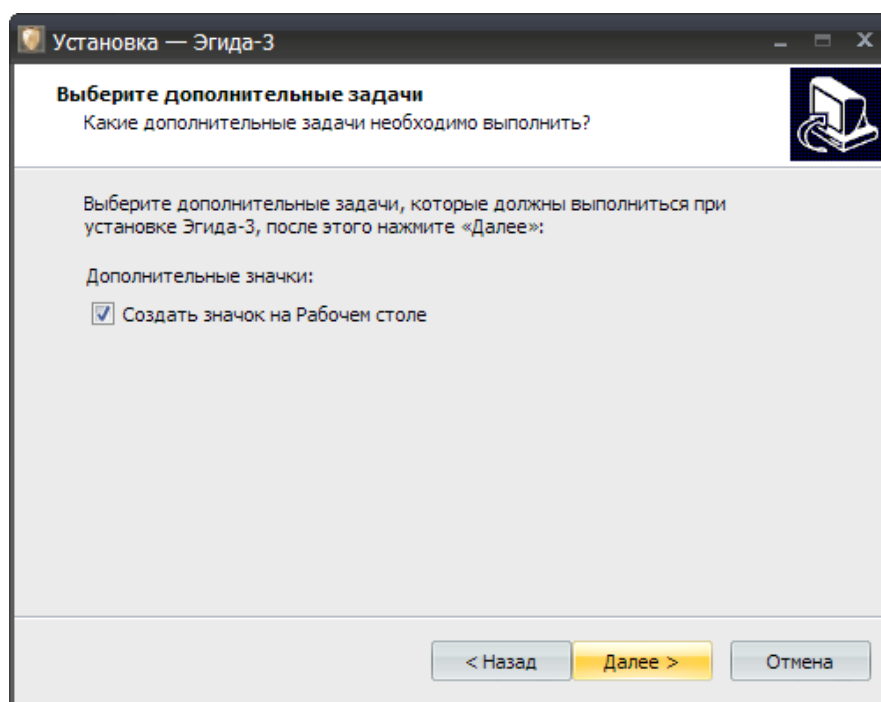 Установка — Эгида-3
Выберите дополнительные задачи
Какие дополнительные задачи необходимо выполнить?
Выберите дополнительные задачи, которые должны выполниться при
установке Эгида-3, после этого нажмите «Далее»:
Дополнительные значки:
Создать значок на Рабочем столе
< Назад
Далее >
Отмена